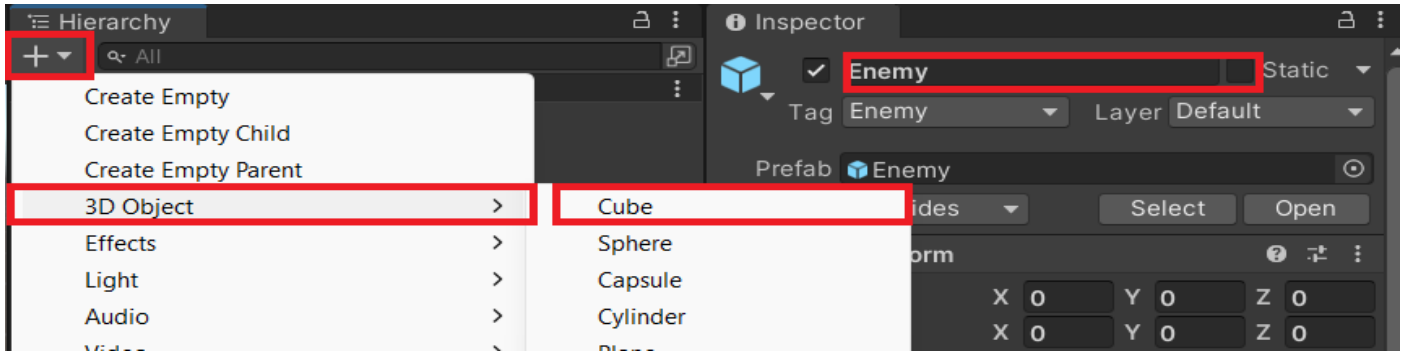 Hierarchy
All
Create Empty
Create Empty Child
Create Empty Parent
3D Object >
Effects >
Light >
Audio >
Cube
Sphere
Capsule
Cylinder
Inspector
Enemy Static
Tag Enemy Layer Default
Prefab Enemy
ides Select Open
orm
X 0 Y 0 Z 0
X 0 Y 0 Z 0